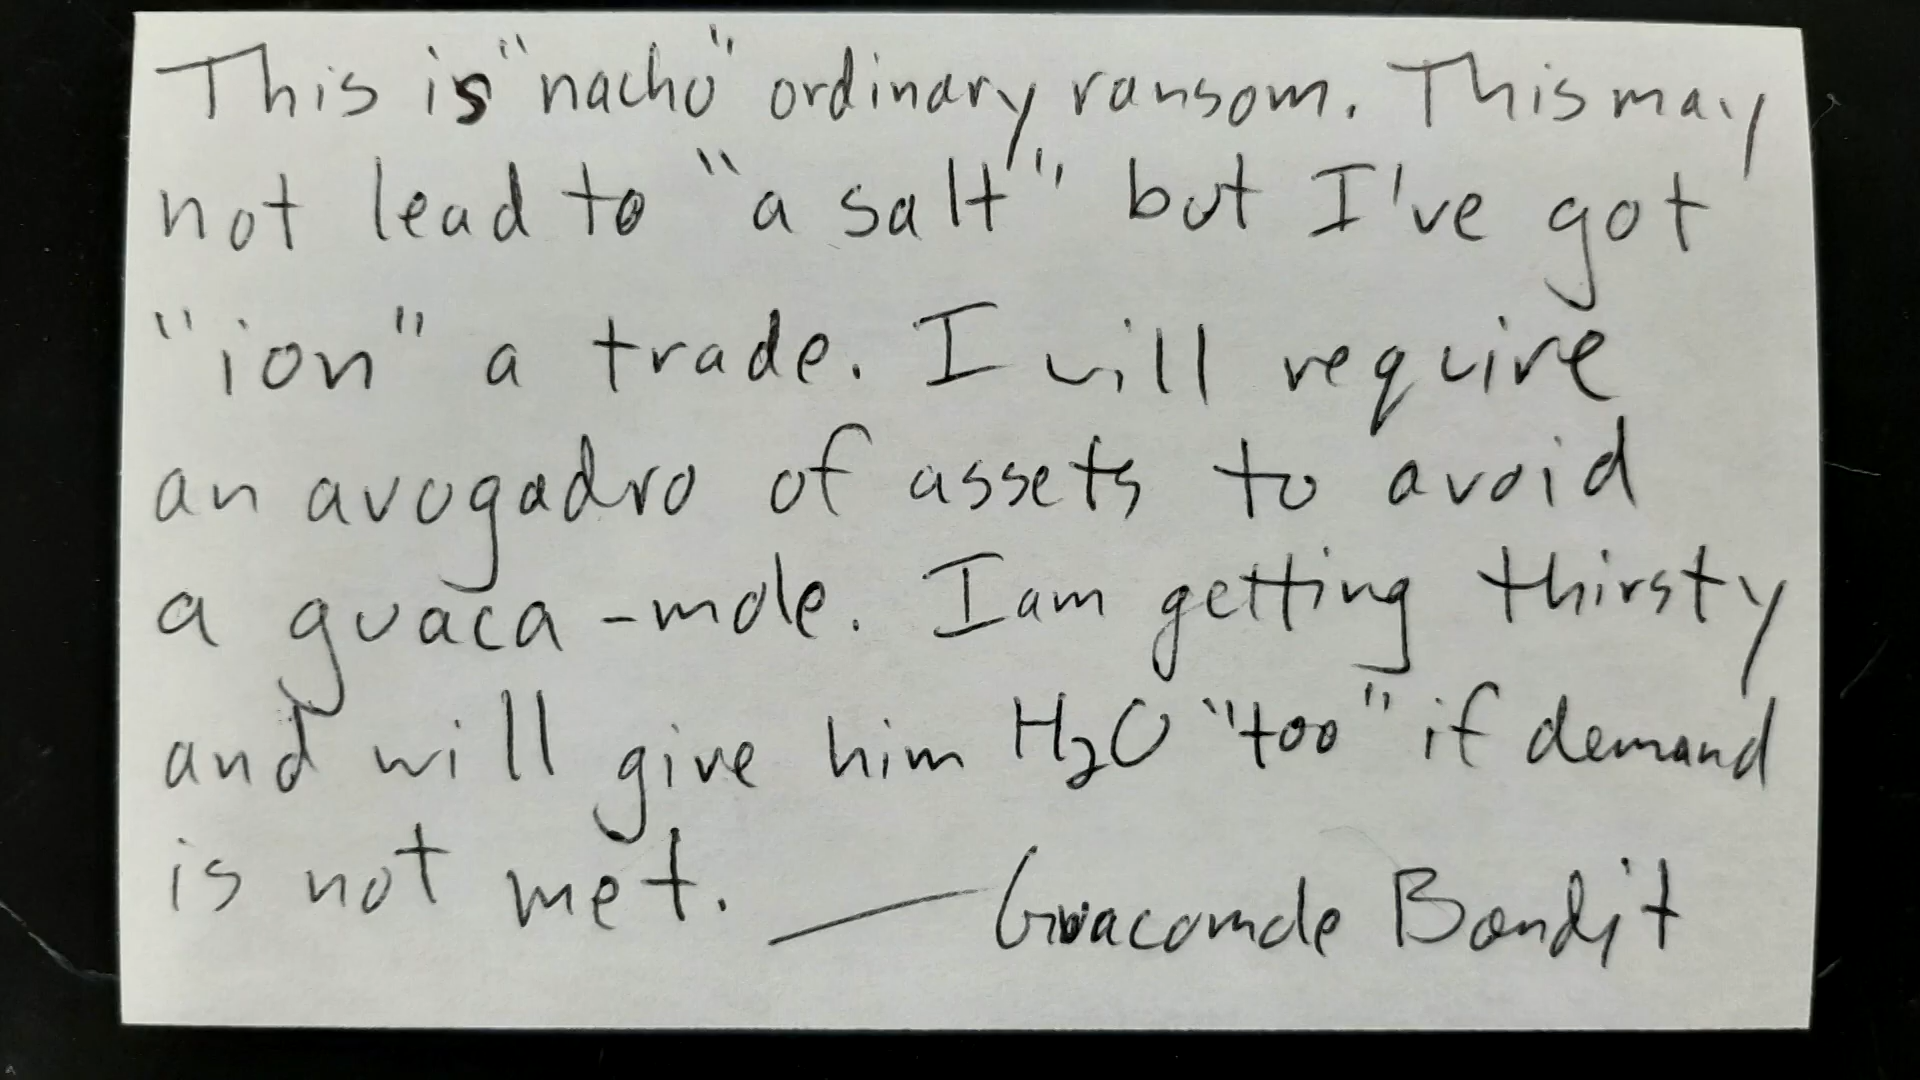 This is "nacho" ordinary ransom. This may
not lead to "a salt" but I've got
"ion" a trade. I will require
an avogadro of assets to avoid
a guaca-mole. I am getting thirsty
and will give him H₂O "too" if demand
is not met. — Guacamole Bandit